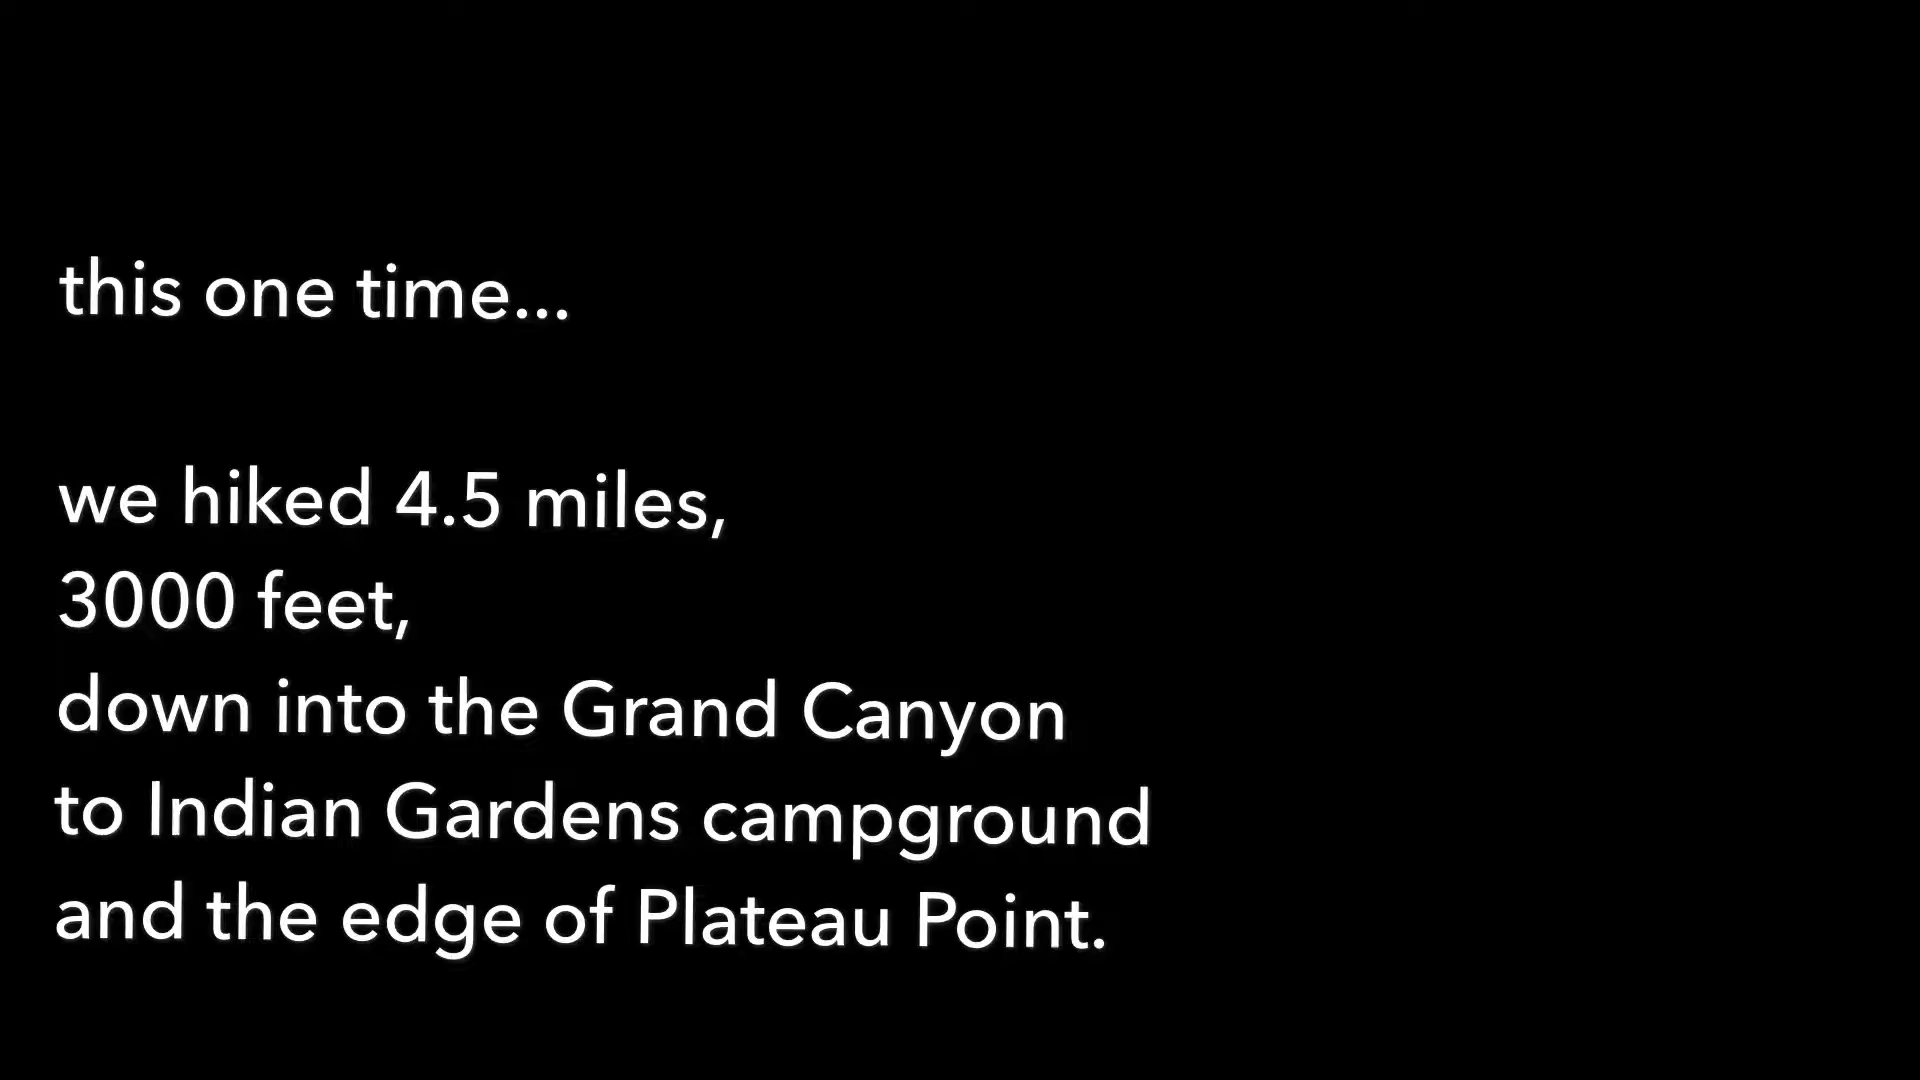 this one time...
we hiked 4.5 miles,
3000 feet,
down into the Grand Canyon
to Indian Gardens campground
and the edge of Plateau Point.